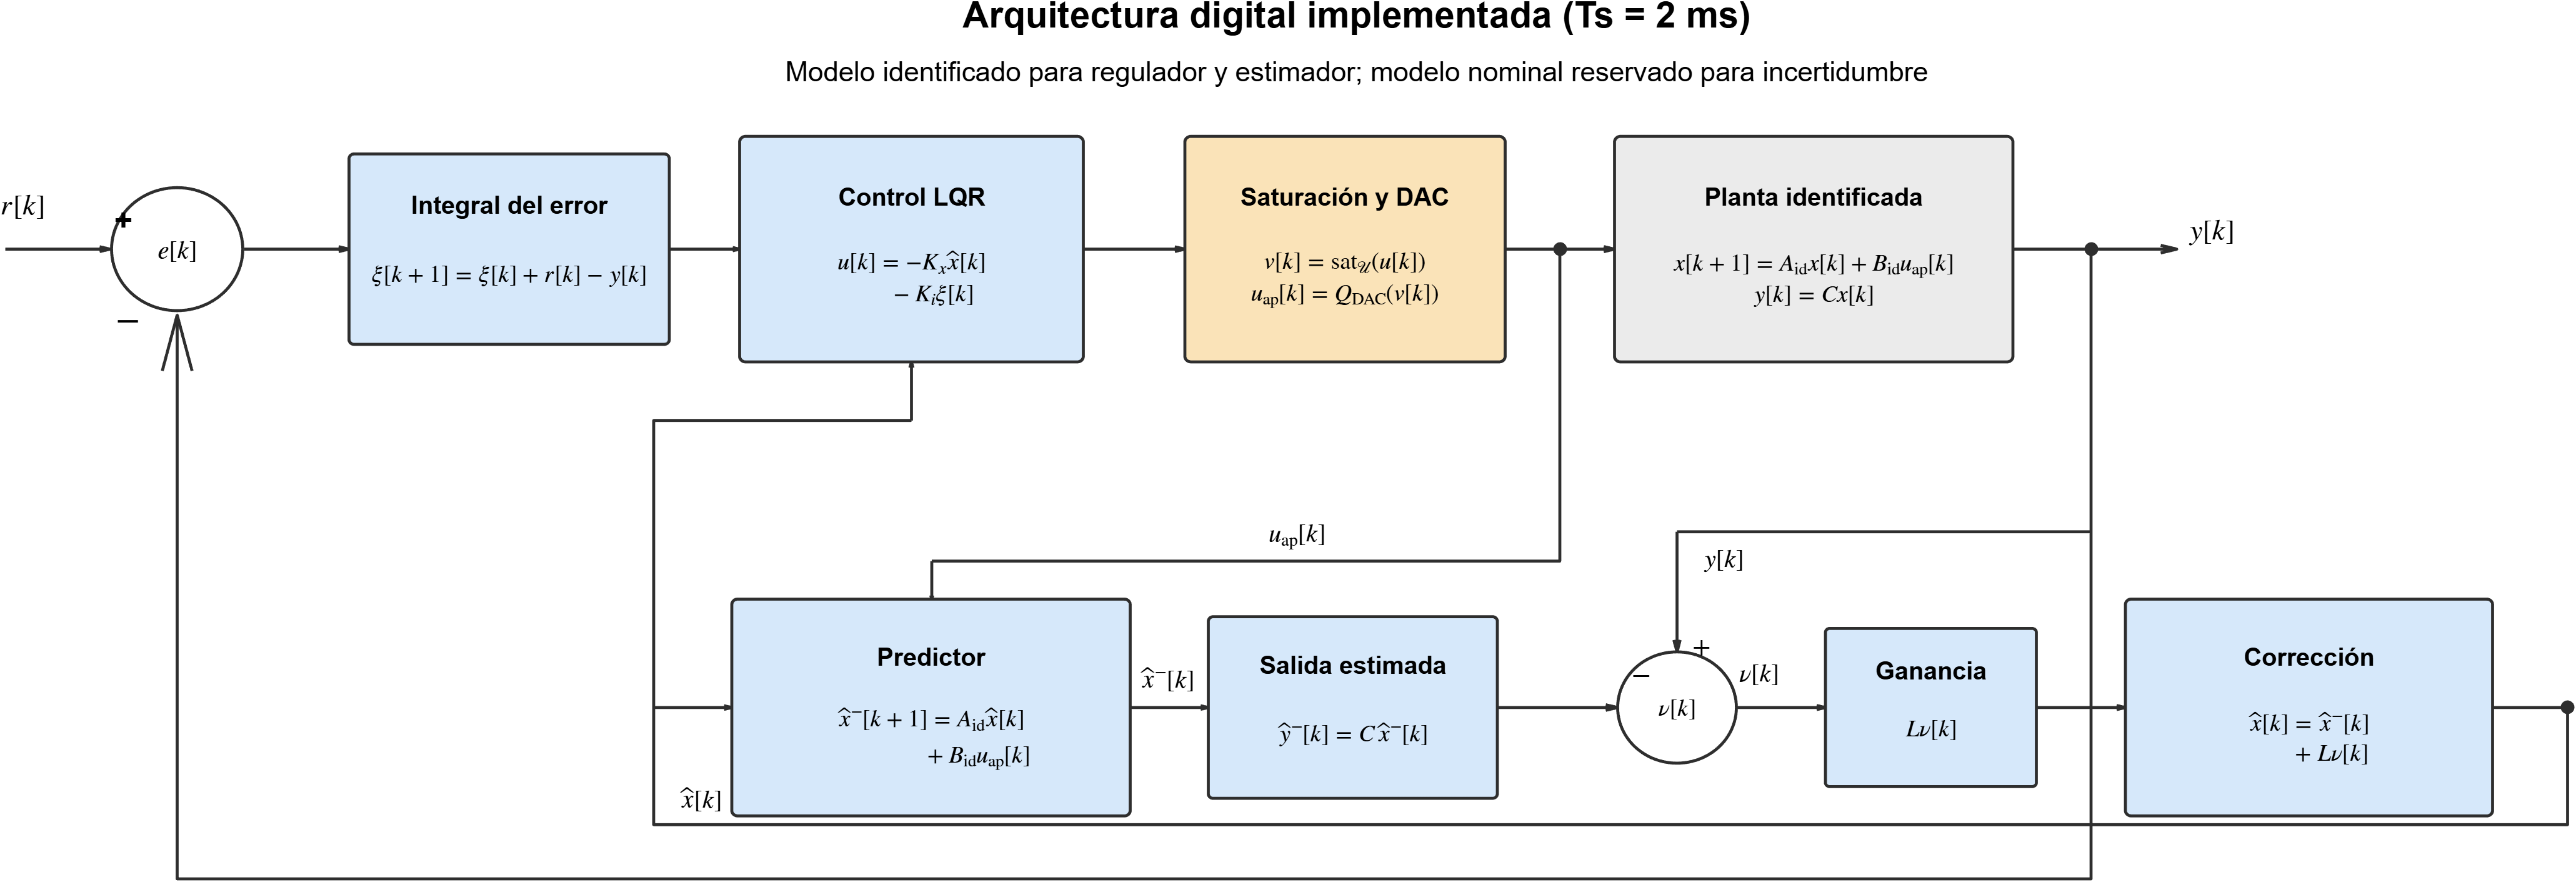 Arquitectura digital implementada (Ts = 2 ms)
Modelo identificado para regulador y estimador; modelo nominal reservado para incertidumbre
r[k]
+
e[k]
−
Integral del error
ξ[k + 1] = ξ[k] + r[k] − y[k]
Control LQR
u[k] = −Kₓx̂[k]
− Kᵢξ[k]
Saturación y DAC
v[k] = sat_𝒰(u[k])
u_ap[k] = Q_DAC(v[k])
Planta identificada
x[k + 1] = A_id x[k] + B_id u_ap[k]
y[k] = Cx[k]
y[k]
u_ap[k]
y[k]
Predictor
x̂⁻[k + 1] = A_id x̂[k]
+ B_id u_ap[k]
x̂[k]
x̂⁻[k]
Salida estimada
ŷ⁻[k] = C x̂⁻[k]
+
−
ν[k]
ν[k]
Ganancia
Lν[k]
Corrección
x̂[k] = x̂⁻[k]
+ Lν[k]